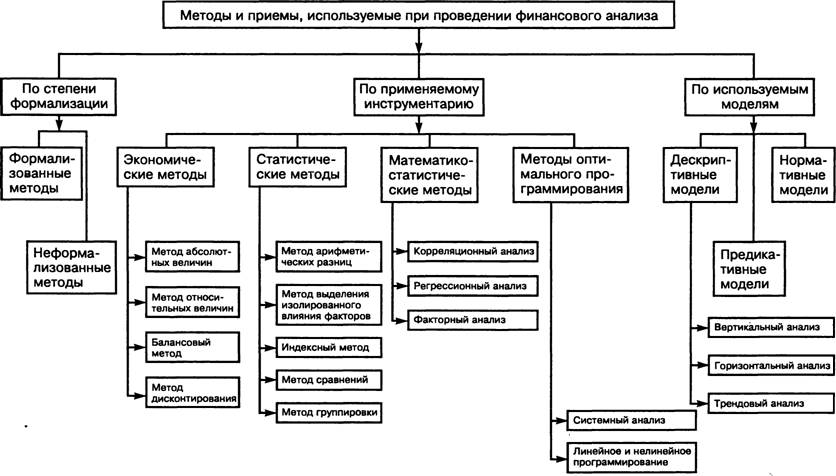 Методы и приемы, используемые при проведении финансового анализа
По степени
формализации
По применяемому
инструментарию
По используемым
моделям
Формали-
зованные
методы
Неформа-
лизованные
методы
Экономиче-
ские методы
Метод абсолют-
ных величин
Метод относи-
тельных величин
Балансовый
метод
Метод
дисконтирования
Статистиче-
ские методы
Метод арифмети-
ческих разниц
Метод выделения
изолированного
влияния факторов
Индексный метод
Метод сравнений
Метод группировки
Математико-
статистиче-
ские методы
Корреляционный анализ
Регрессионный анализ
Факторный анализ
Методы опти-
мального про-
граммирования
Системный анализ
Линейное и нелинейное
программирование
Дескрип-
тивные
модели
Вертикальный анализ
Горизонтальный анализ
Трендовый анализ
Предика-
тивные
модели
Норма-
тивные
модели